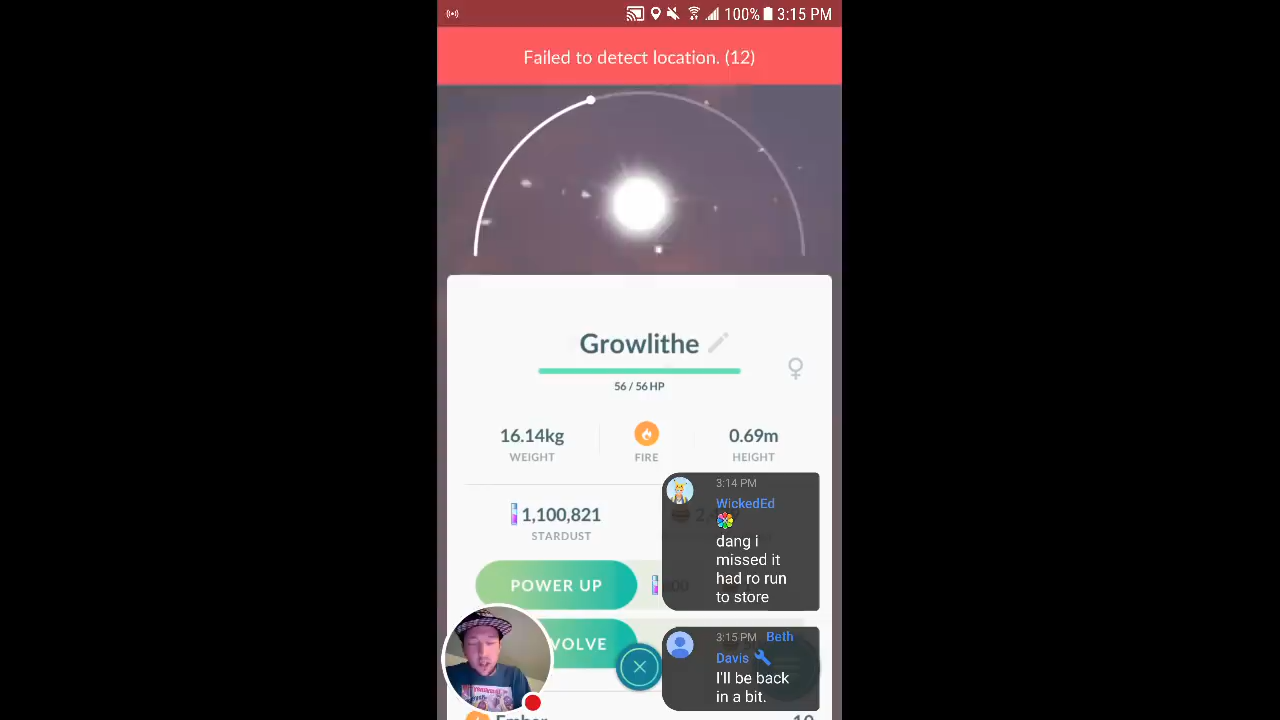 100% 3:15 PM
Failed to detect location. (12)
Growlithe
56 / 56 HP
16.14kg
WEIGHT
FIRE
0.69m
HEIGHT
1,100,821
STARDUST
POWER UP
VOLVE
Ember
10
3:14 PM
WickedEd
dang i
missed it
had ro run
to store
3:15 PM Beth
Davis
I'll be back
in a bit.